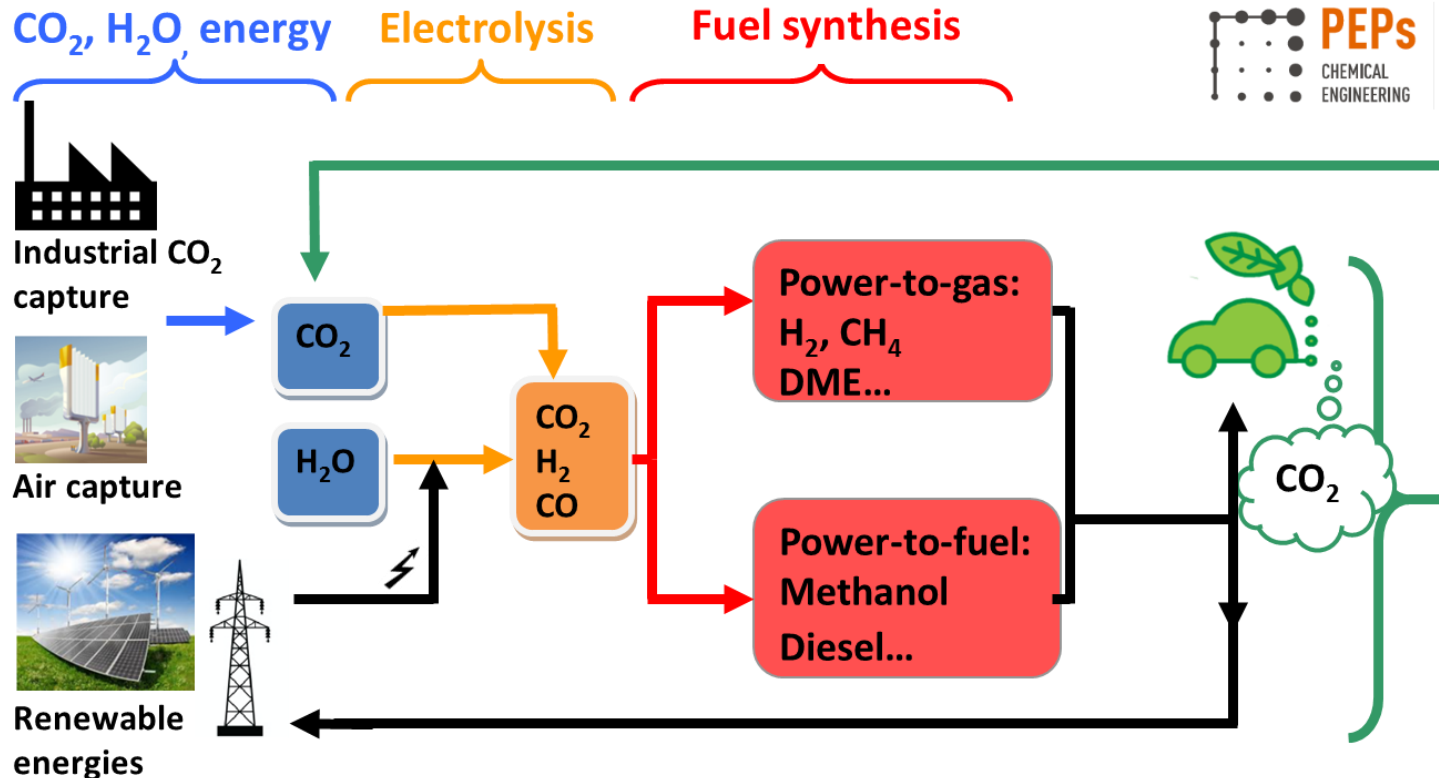 CO₂, H₂O, energy
Electrolysis
Fuel synthesis
PEPs
CHEMICAL
ENGINEERING
Industrial CO₂
capture
Air capture
Renewable
energies
CO₂
H₂O
CO₂
H₂
CO
Power-to-gas:
H₂, CH₄
DME...
Power-to-fuel:
Methanol
Diesel...
CO₂